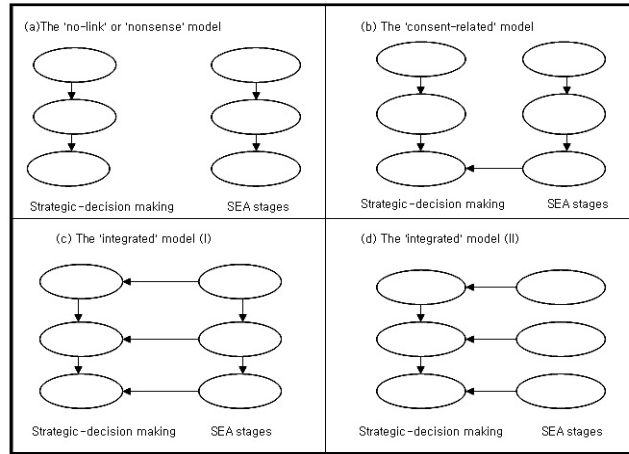 (a)The 'no-link' or 'nonsense' model
Strategic-decision making
SEA stages
(b) The 'consent-related' model
Strategic-decision making
SEA stages
(c) The 'integrated' model (I)
Strategic-decision making
SEA stages
(d) The 'integrated' model (II)
Strategic-decision making
SEA stages